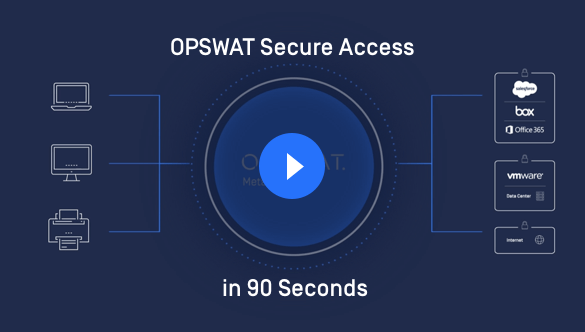 OPSWAT Secure Access
salesforce
box
Office 365
vmware
Data Center
Internet
in 90 Seconds